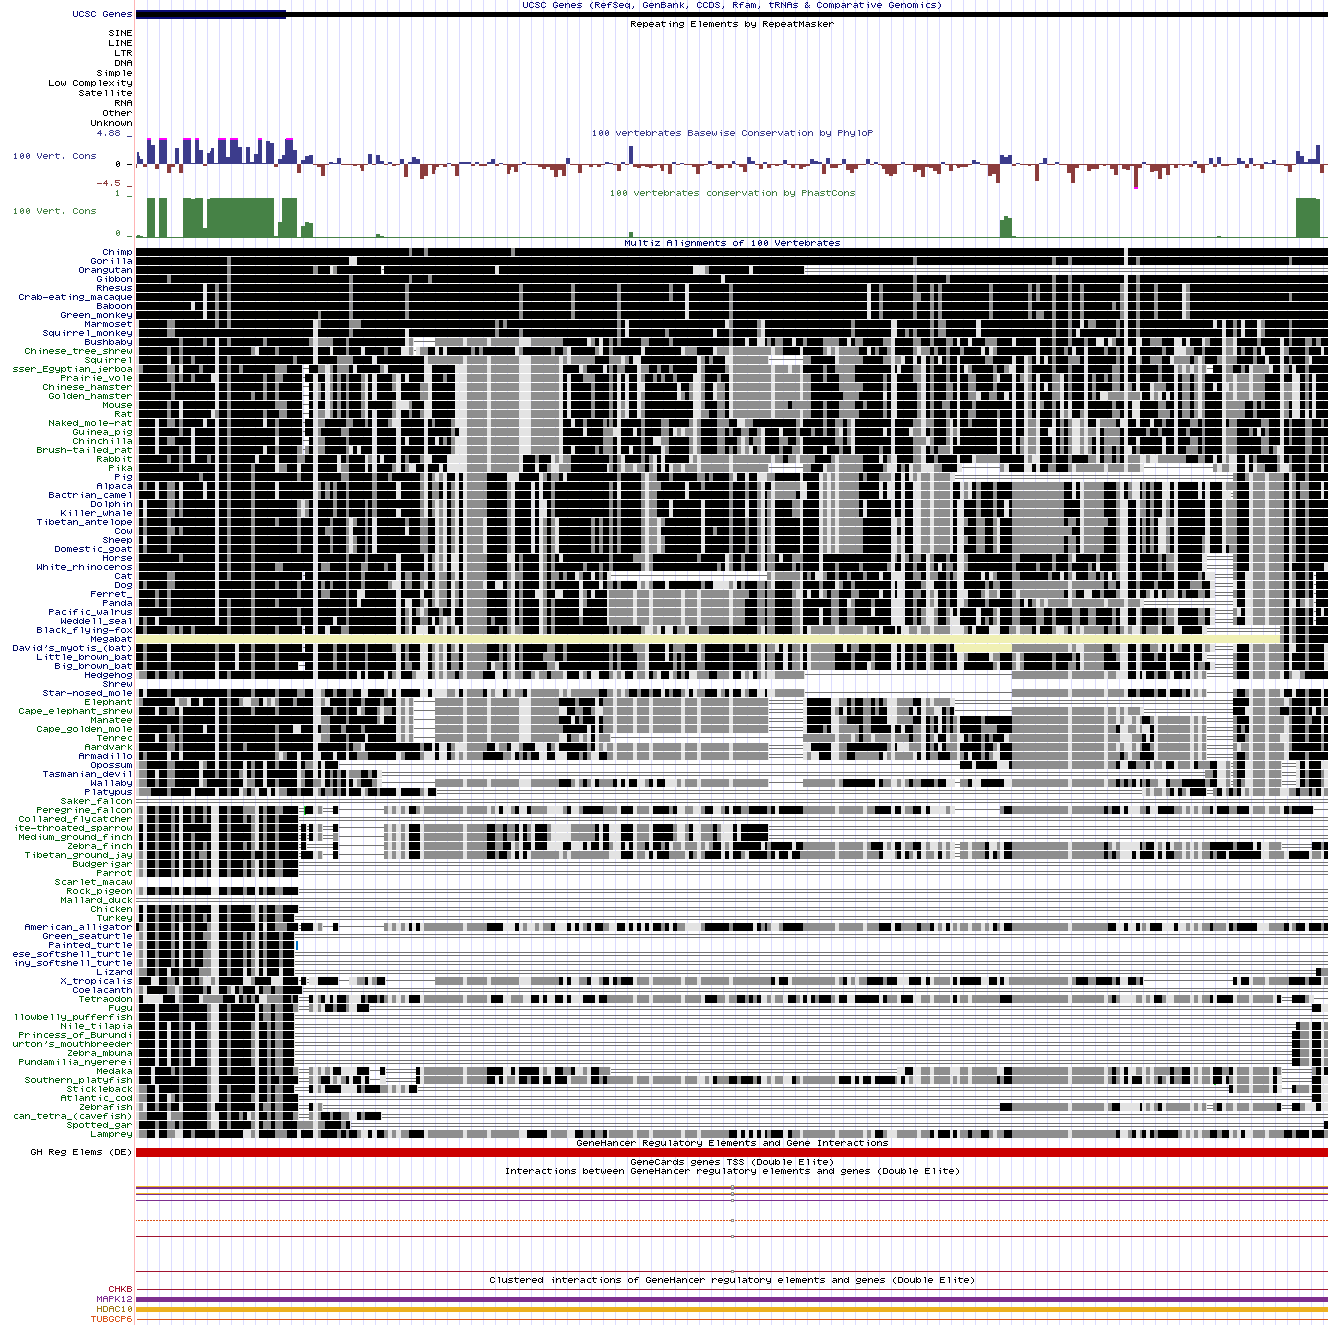 UCSC Genes (RefSeq, GenBank, CCDS, Rfam, tRNAs & Comparative Genomics)
UCSC Genes
Repeating Elements by RepeatMasker
SINE
LINE
LTR
DNA
Simple
Low Complexity
Satellite
RNA
Other
Unknown
4.88 _
100 vertebrates Basewise Conservation by PhyloP
100 Vert. Cons
0 -
-4.5 _
1 _
100 vertebrates conservation by PhastCons
100 Vert. Cons
0 _
Multiz Alignments of 100 Vertebrates
Chimp
Gorilla
Orangutan
Gibbon
Rhesus
Crab-eating_macaque
Baboon
Green_monkey
Marmoset
Squirrel_monkey
Bushbaby
Chinese_tree_shrew
Squirrel
sser_Egyptian_jerboa
Prairie_vole
Chinese_hamster
Golden_hamster
Mouse
Rat
Naked_mole-rat
Guinea_pig
Chinchilla
Brush-tailed_rat
Rabbit
Pika
Pig
Alpaca
Bactrian_camel
Dolphin
Killer_whale
Tibetan_antelope
Cow
Sheep
Domestic_goat
Horse
White_rhinoceros
Cat
Dog
Ferret_
Panda
Pacific_walrus
Weddell_seal
Black_flying-fox
Megabat
David's_myotis_(bat)
Little_brown_bat
Big_brown_bat
Hedgehog
Shrew
Star-nosed_mole
Elephant
Cape_elephant_shrew
Manatee
Cape_golden_mole
Tenrec
Aardvark
Armadillo
Opossum
Tasmanian_devil
Wallaby
Platypus
Saker_falcon
Peregrine_falcon
Collared_flycatcher
ite-throated_sparrow
Medium_ground_finch
Zebra_finch
Tibetan_ground_jay
Budgerigar
Parrot
Scarlet_macaw
Rock_pigeon
Mallard_duck
Chicken
Turkey
American_alligator
Green_seaturtle
Painted_turtle
ese_softshell_turtle
iny_softshell_turtle
Lizard
X_tropicalis
Coelacanth
Tetraodon
Fugu
llowbelly_pufferfish
Nile_tilapia
Princess_of_Burundi
urton's_mouthbreeder
Zebra_mbuna
Pundamilia_nyererei
Medaka
Southern_platyfish
Stickleback
Atlantic_cod
Zebrafish
can_tetra_(cavefish)
Spotted_gar
Lamprey
GeneHancer Regulatory Elements and Gene Interactions
GH Reg Elems (DE)
GeneCards genes TSS (Double Elite)
Interactions between GeneHancer regulatory elements and genes (Double Elite)
Clustered interactions of GeneHancer regulatory elements and genes (Double Elite)
CHKB
MAPK12
HDAC10
TUBGCP6